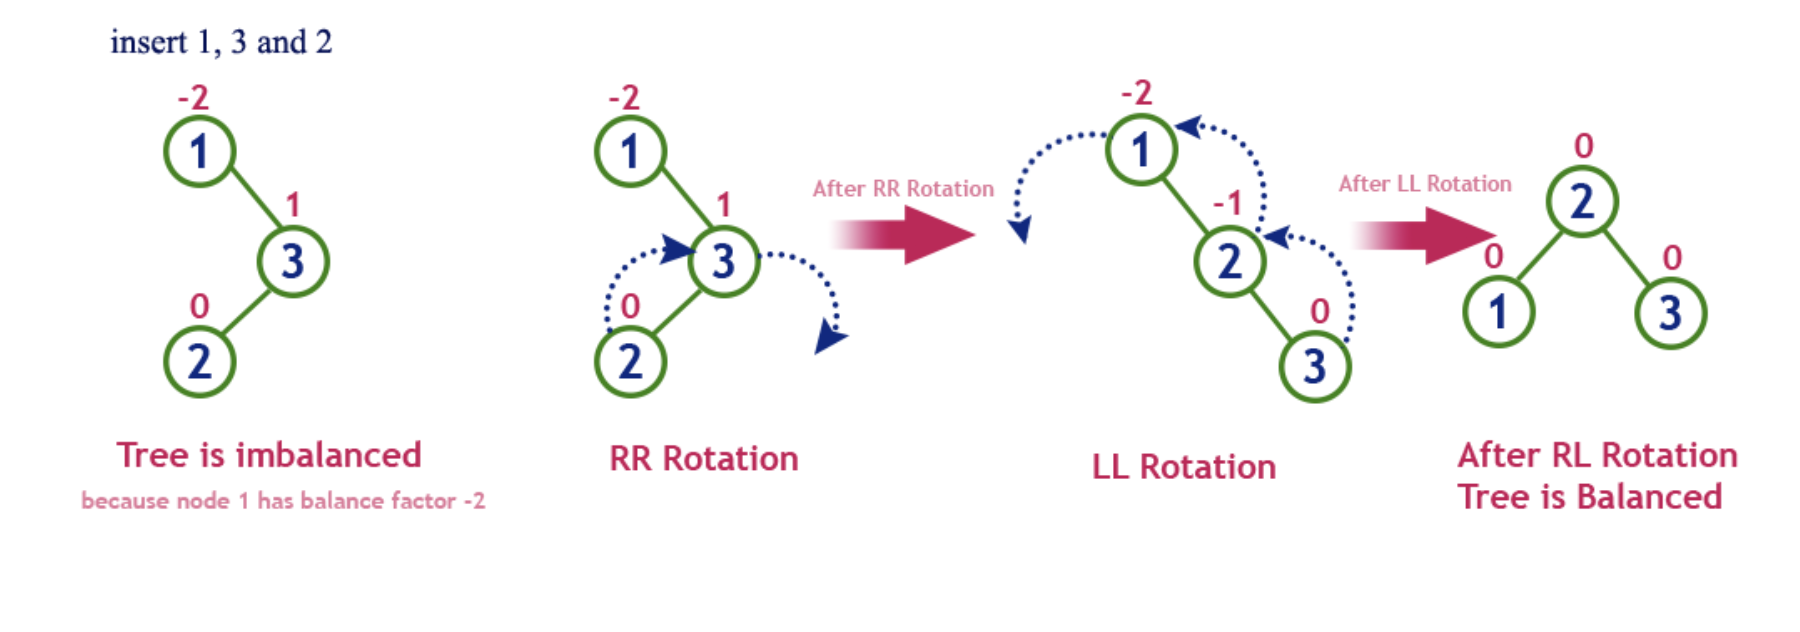 insert 1, 3 and 2
-2
1
1
3
0
2
Tree is imbalanced
because node 1 has balance factor -2
-2
1
1
3
0
2
RR Rotation
After RR Rotation
-2
1
-1
2
0
3
LL Rotation
After LL Rotation
0
2
0
1
0
3
After RL Rotation
Tree is Balanced